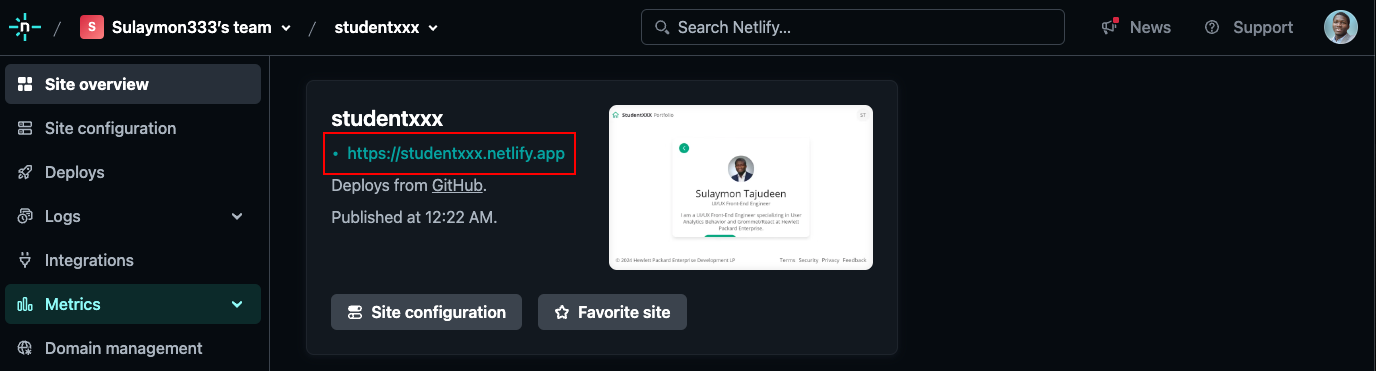 S Sulaymon333's team / studentxxx
Search Netlify...
News
Support
Site overview
Site configuration
Deploys
Logs
Integrations
Metrics
Domain management
studentxxx
• https://studentxxx.netlify.app
Deploys from GitHub.
Published at 12:22 AM.
StudentXXX Portfolio
ST
Sulaymon Tajudeen
UI/UX Front-End Engineer
I am a UI/UX Front-End Engineer specializing in User
Analytics Behavior and Grommet/React at Hewlett
Packard Enterprise.
© 2024 Hewlett Packard Enterprise Development LP
Terms Security Privacy Feedback
Site configuration
Favorite site